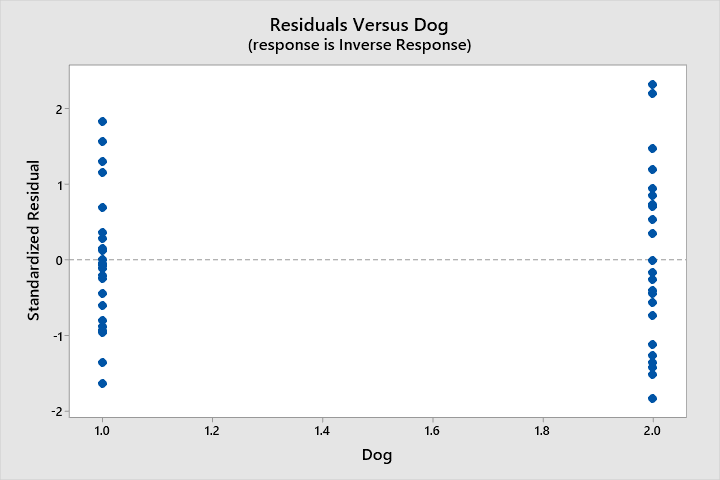 Residuals Versus Dog
(response is Inverse Response)
Standardized Residual
2
1
0
-1
-2
1.0 1.2 1.4 1.6 1.8 2.0
Dog